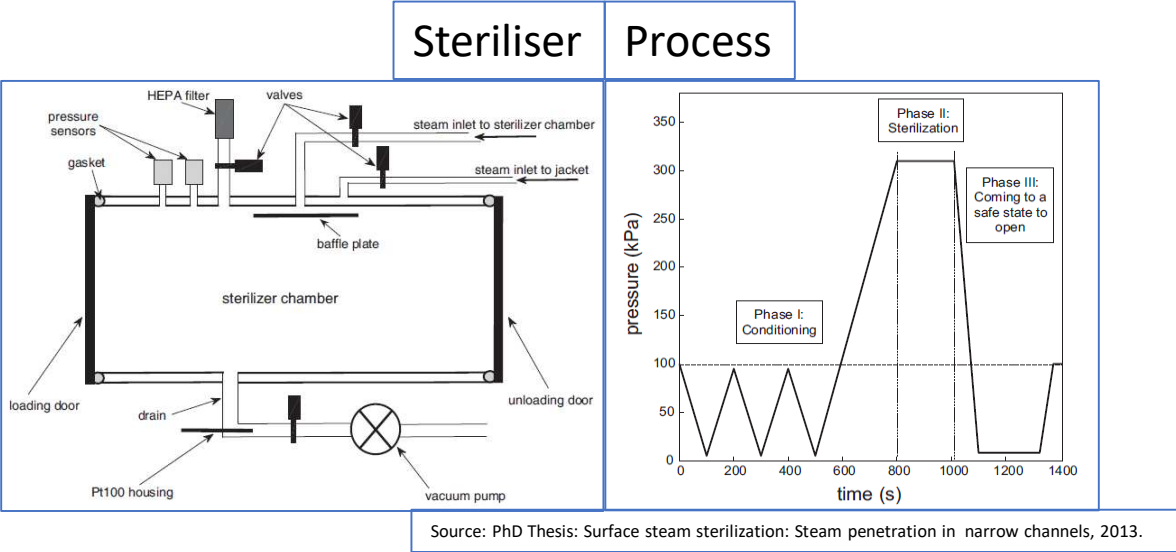 Steriliser
Process
HEPA filter
valves
pressure
sensors
steam inlet to sterilizer chamber
gasket
steam inlet to jacket
baffle plate
sterilizer chamber
loading door
drain
unloading door
Pt100 housing
vacuum pump
pressure (kPa)
350
300
250
200
150
100
50
0
Phase I:
Conditioning
Phase II:
Sterilization
Phase III:
Coming to a
safe state to
open
0 200 400 600 800 1000 1200 1400
time (s)
Source: PhD Thesis: Surface steam sterilization: Steam penetration in narrow channels, 2013.